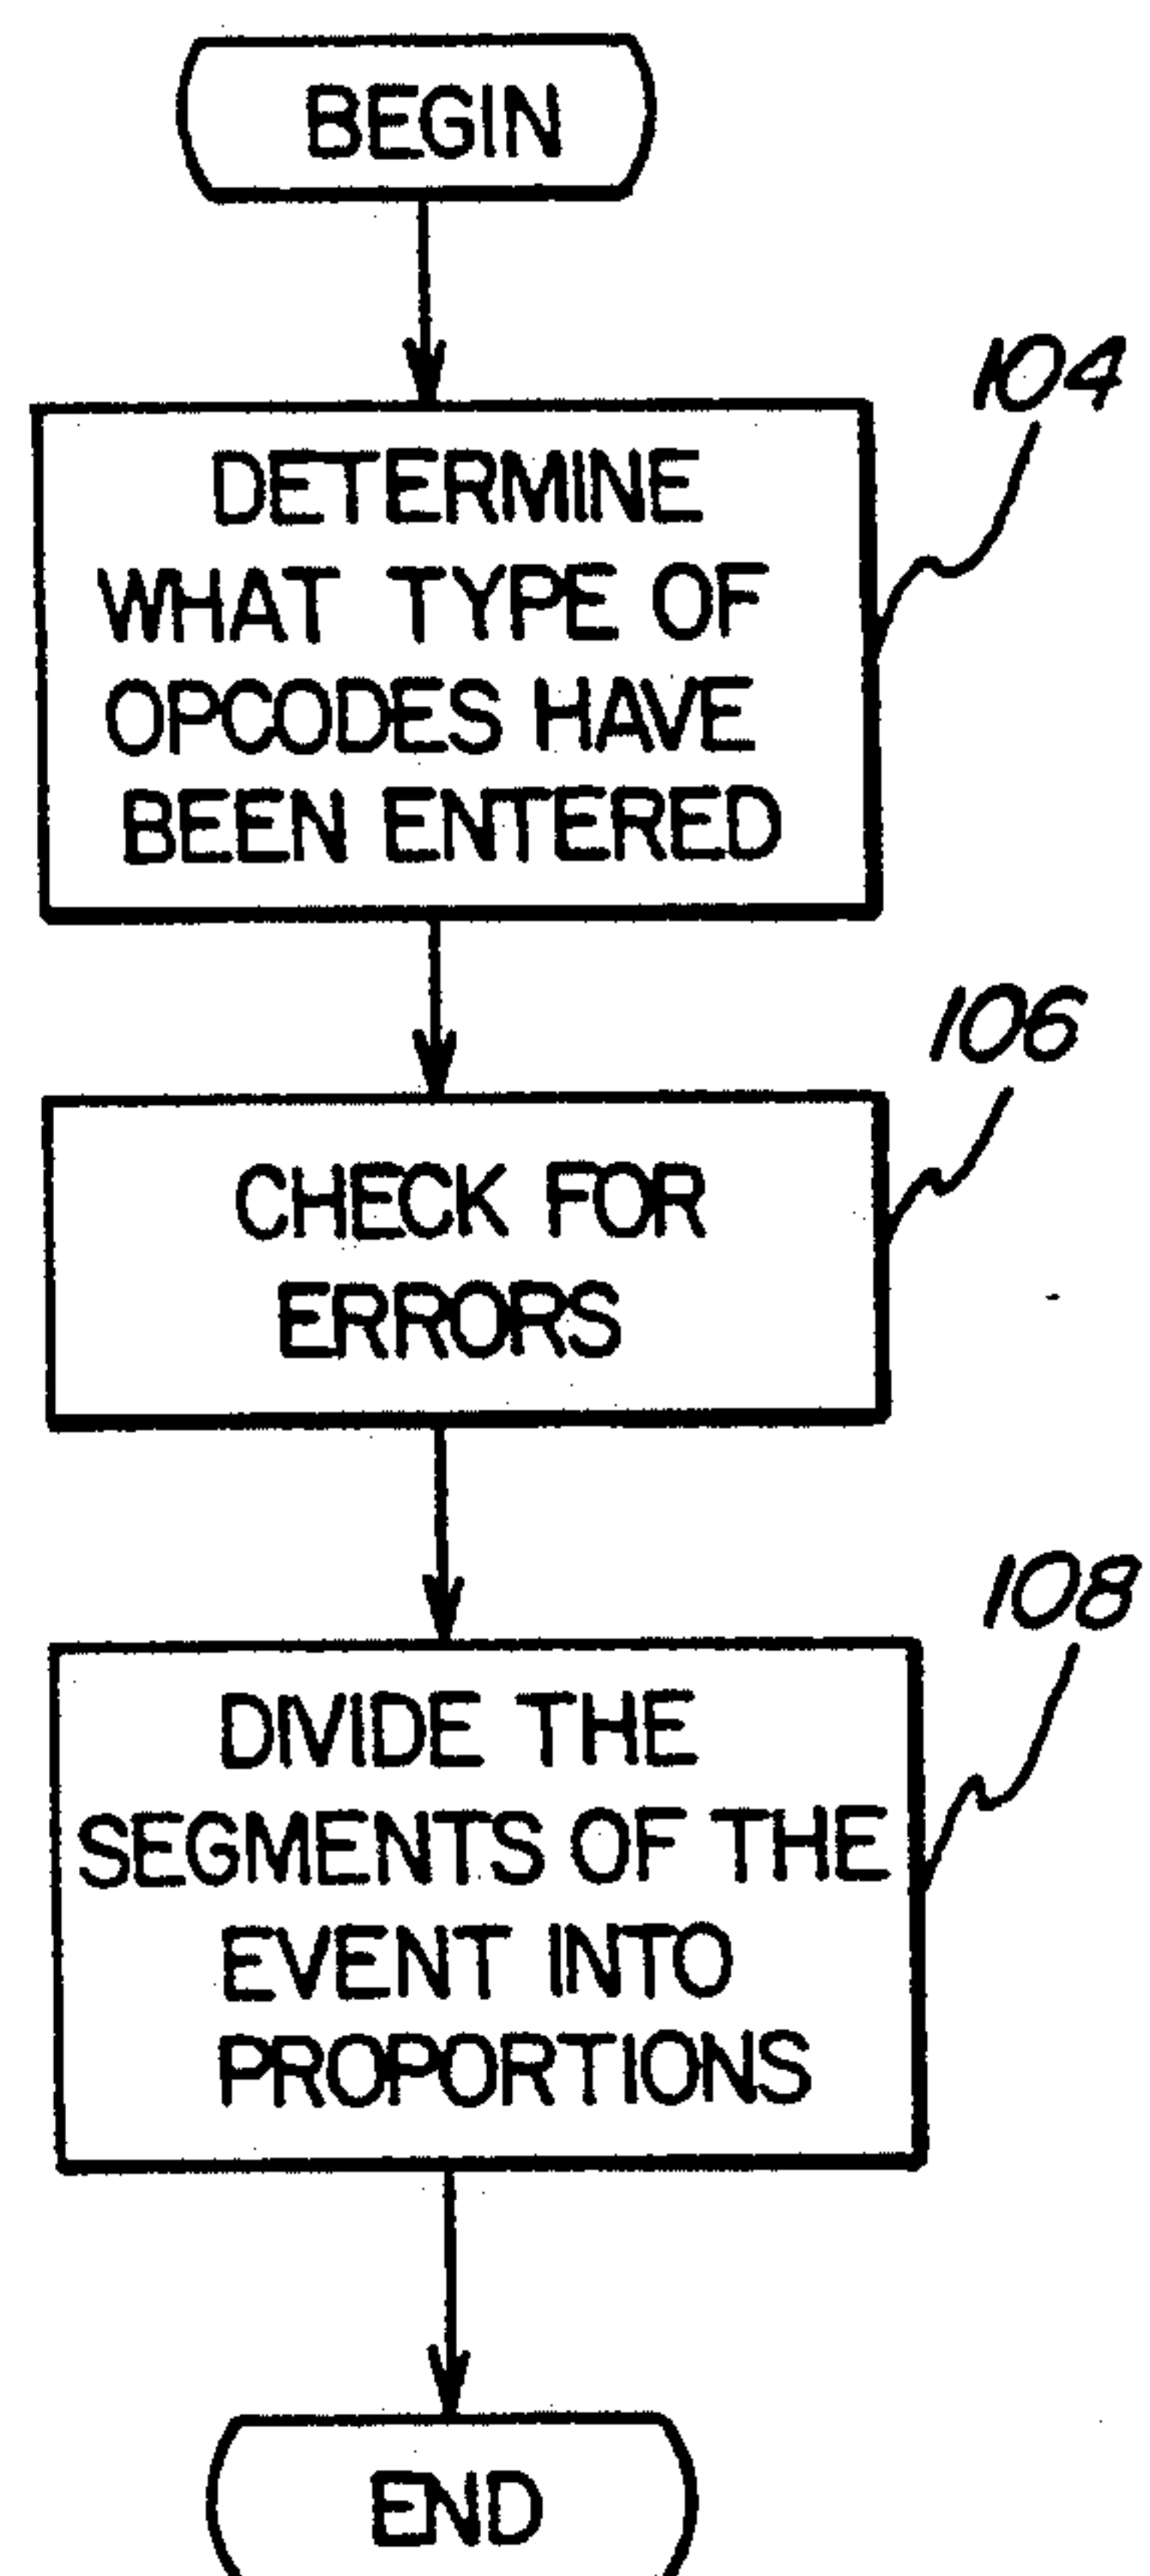 BEGIN
104
DETERMINE
WHAT TYPE OF
OPCODES HAVE
BEEN ENTERED
106
CHECK FOR
ERRORS
108
DIVIDE THE
SEGMENTS OF THE
EVENT INTO
PROPORTIONS
END